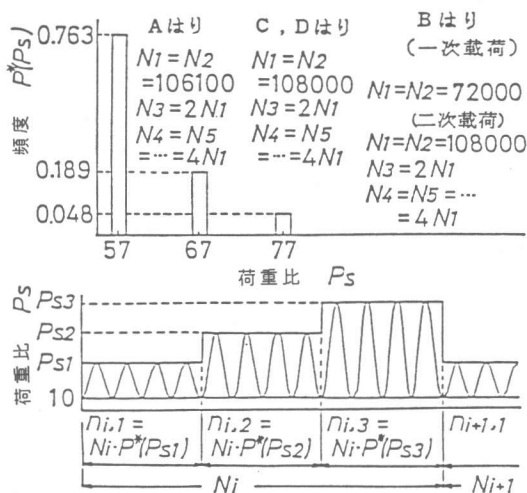 Aはり
N1=N2
=106100
N3=2N1
N4=N5
=…=4N1
C,Dはり
N1=N2
=108000
N3=2N1
N4=N5
=…=4N1
Bはり
(一次載荷)
N1=N2=72000
(二次載荷)
N1=N2=108000
N3=2N1
N4=N5=…
=4N1
頻度 P*(Ps)
0.763
0.189
0.048
57 67 77
荷重比 Ps
荷重比 Ps
Ps3
Ps2
Ps1
10
ni,1=
Ni·P*(Ps1)
ni,2=
Ni·P*(Ps2)
ni,3=
Ni·P*(Ps3)
ni+1,1
Ni
Ni+1